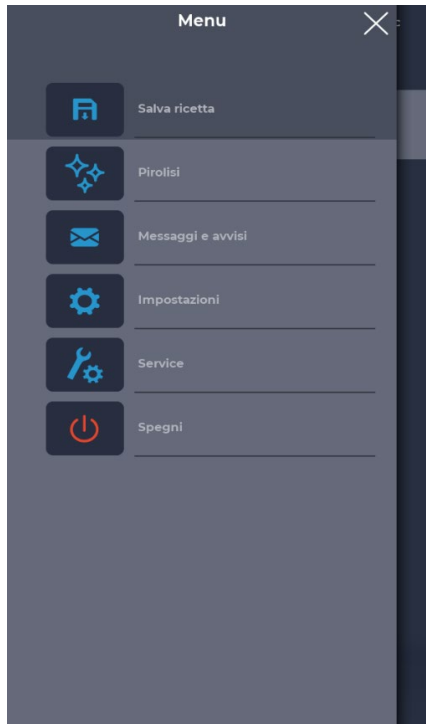 Menu
Salva ricetta
Pirolisi
Messaggi e avvisi
Impostazioni
Service
Spegni